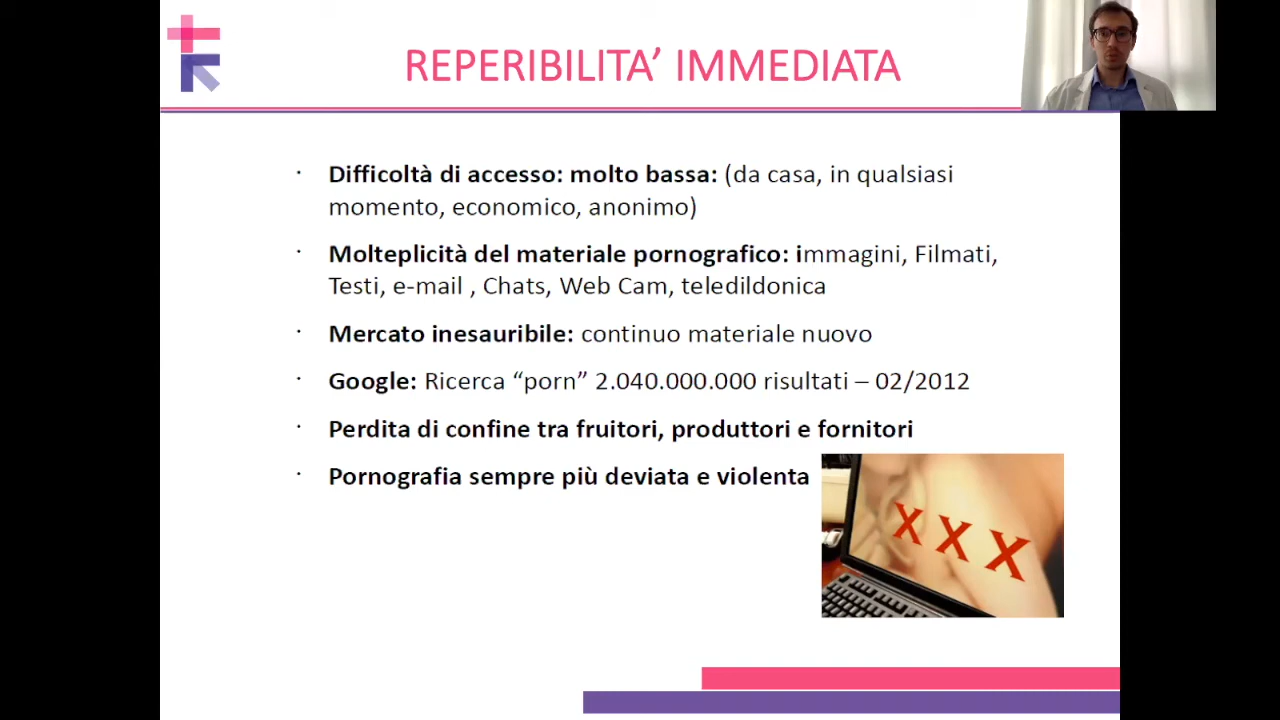 REPERIBILITA’ IMMEDIATA
· Difficoltà di accesso: molto bassa: (da casa, in qualsiasi
momento, economico, anonimo)
· Molteplicità del materiale pornografico: immagini, Filmati,
Testi, e-mail , Chats, Web Cam, teledildonica
· Mercato inesauribile: continuo materiale nuovo
· Google: Ricerca “porn” 2.040.000.000 risultati – 02/2012
· Perdita di confine tra fruitori, produttori e fornitori
· Pornografia sempre più deviata e violenta
X X X